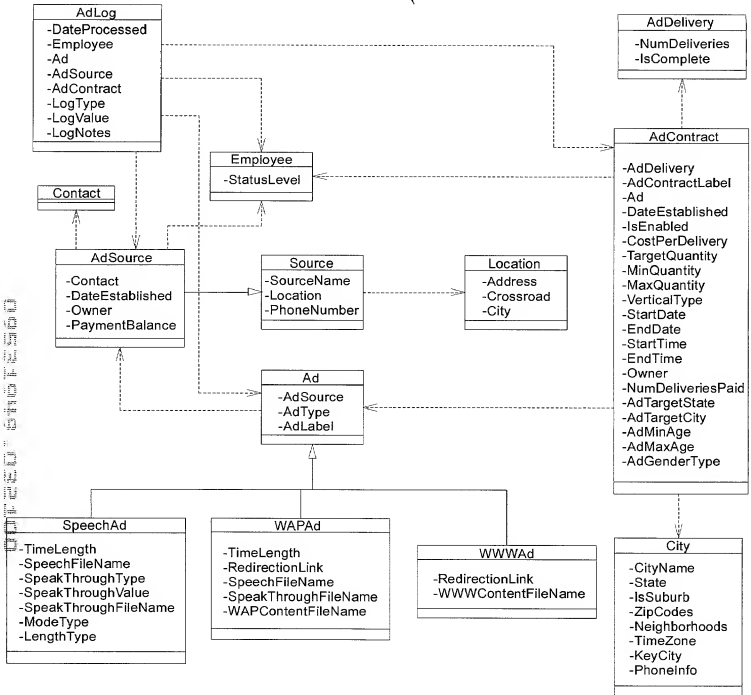 AdLog
-DateProcessed
-Employee
-Ad
-AdSource
-AdContract
-LogType
-LogValue
-LogNotes
AdDelivery
-NumDeliveries
-IsComplete
Employee
-StatusLevel
AdContract
-AdDelivery
-AdContractLabel
-Ad
-DateEstablished
-IsEnabled
-CostPerDelivery
-TargetQuantity
-MinQuantity
-MaxQuantity
-VerticalType
-StartDate
-EndDate
-StartTime
-EndTime
-Owner
-NumDeliveriesPaid
-AdTargetState
-AdTargetCity
-AdMinAge
-AdMaxAge
-AdGenderType
Contact
AdSource
-Contact
-DateEstablished
-Owner
-PaymentBalance
Source
-SourceName
-Location
-PhoneNumber
Location
-Address
-Crossroad
-City
Ad
-AdSource
-AdType
-AdLabel
SpeechAd
-TimeLength
-SpeechFileName
-SpeakThroughType
-SpeakThroughValue
-SpeakThroughFileName
-ModeType
-LengthType
WAPAd
-TimeLength
-RedirectionLink
-SpeechFileName
-SpeakThroughFileName
-WAPContentFileName
WWWAd
-RedirectionLink
-WWWContentFileName
City
-CityName
-State
-IsSuburb
-ZipCodes
-Neighborhoods
-TimeZone
-KeyCity
-PhoneInfo